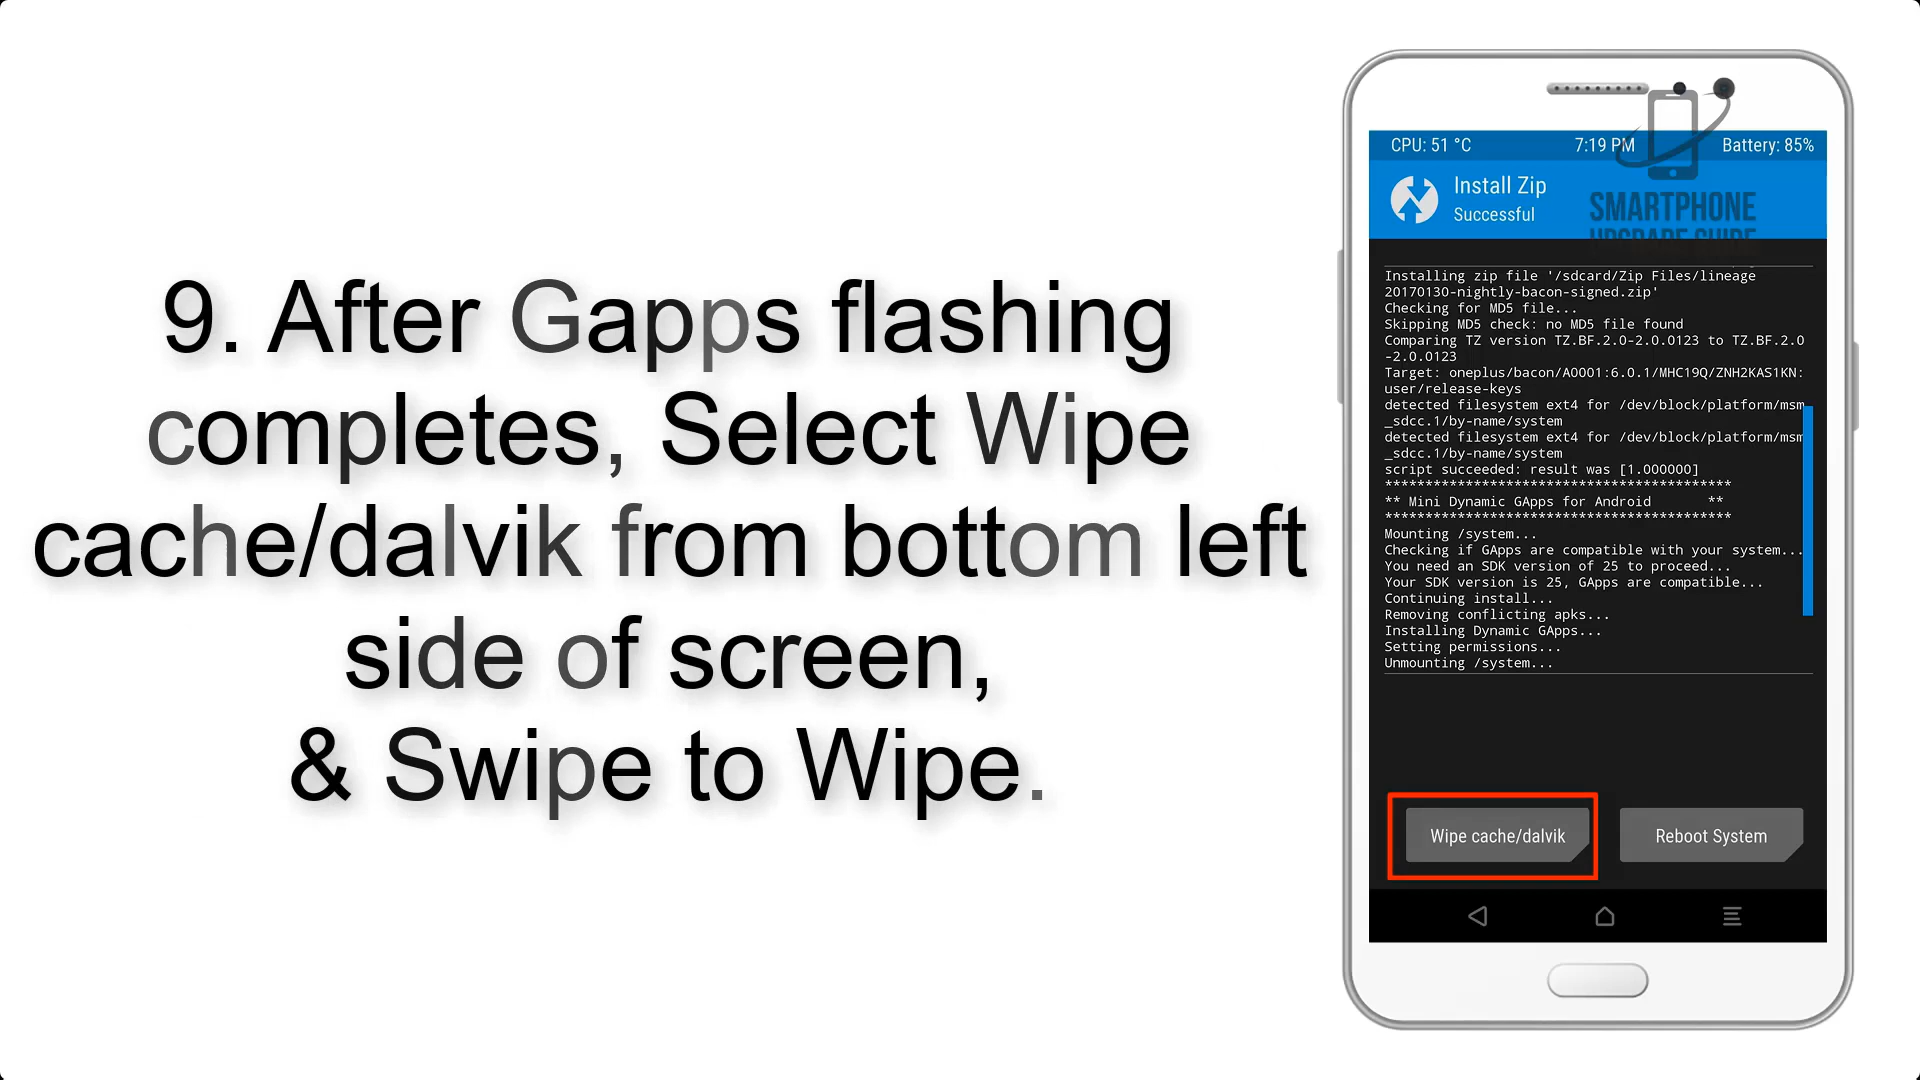 9. After Gapps flashing
completes, Select Wipe
cache/dalvik from bottom left
side of screen,
& Swipe to Wipe.
CPU: 51 °C 7:19 PM Battery: 85%
Install Zip
Successful
SMARTPHONE
UPGRADE GUIDE
Installing zip file '/sdcard/Zip Files/lineage
20170130-nightly-bacon-signed.zip'
Checking for MD5 file...
Skipping MD5 check: no MD5 file found
Comparing TZ version TZ.BF.2.0-2.0.0123 to TZ.BF.2.0
-2.0.0123
Target: oneplus/bacon/A0001:6.0.1/MHC19Q/ZNH2KAS1KN:
user/release-keys
detected filesystem ext4 for /dev/block/platform/msm
_sdcc.1/by-name/system
detected filesystem ext4 for /dev/block/platform/msm
_sdcc.1/by-name/system
script succeeded: result was [1.000000]
*******************************************
** Mini Dynamic GApps for Android **
*******************************************
Mounting /system...
Checking if GApps are compatible with your system...
You need an SDK version of 25 to proceed...
Your SDK version is 25, GApps are compatible...
Continuing install...
Removing conflicting apks...
Installing Dynamic GApps...
Setting permissions...
Unmounting /system...
Wipe cache/dalvik Reboot System